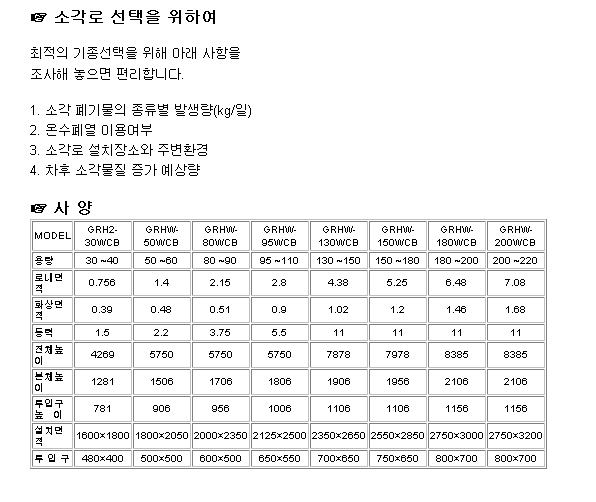 ☞ 소각로 선택을 위하여
최적의 기종선택을 위해 아래 사항을
조사해 놓으면 편리합니다.
1. 소각 폐기물의 종류별 발생량(kg/일)
2. 온수폐열 이용여부
3. 소각로 설치장소와 주변환경
4. 차후 소각물질 증가 예상량
☞ 사 양
MODEL GRH2-30WCB GRHW-50WCB GRHW-80WCB GRHW-95WCB GRHW-130WCB GRHW-150WCB GRHW-180WCB GRHW-200WCB
용량 30 ~40 50 ~60 80 ~90 95 ~110 130 ~150 150 ~180 180 ~200 200 ~220
로내면적 0.756 1.4 2.15 2.8 4.38 5.25 6.48 7.08
화상면적 0.39 0.48 0.51 0.9 1.02 1.2 1.46 1.68
동력 1.5 2.2 3.75 5.5 11 11 11 11
전체높이 4269 5750 5750 5750 7878 7978 8385 8385
본체높이 1281 1506 1706 1806 1906 1956 2106 2106
투입구높 이 781 906 956 1006 1106 1106 1156 1156
설치면적 1600×1800 1800×2050 2000×2350 2125×2500 2350×2650 2550×2850 2750×3000 2750×3200
투 입 구 480×400 500×500 600×500 650×550 700×650 750×650 800×700 800×700